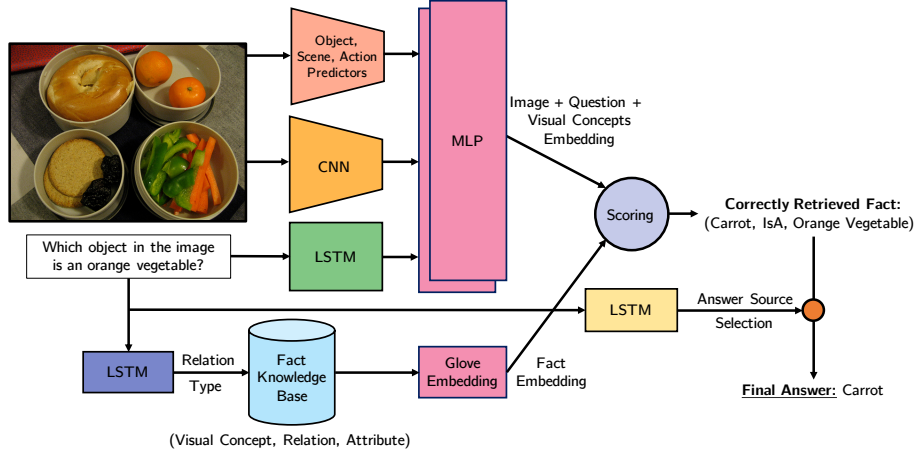 Object,
Scene, Action
Predictors
CNN
MLP
Image + Question +
Visual Concepts
Embedding
Scoring
Correctly Retrieved Fact:
(Carrot, IsA, Orange Vegetable)
Which object in the image
is an orange vegetable?
LSTM
LSTM
Answer Source
Selection
LSTM
Relation
Type
Fact
Knowledge
Base
Glove
Embedding
Fact
Embedding
Final Answer: Carrot
(Visual Concept, Relation, Attribute)